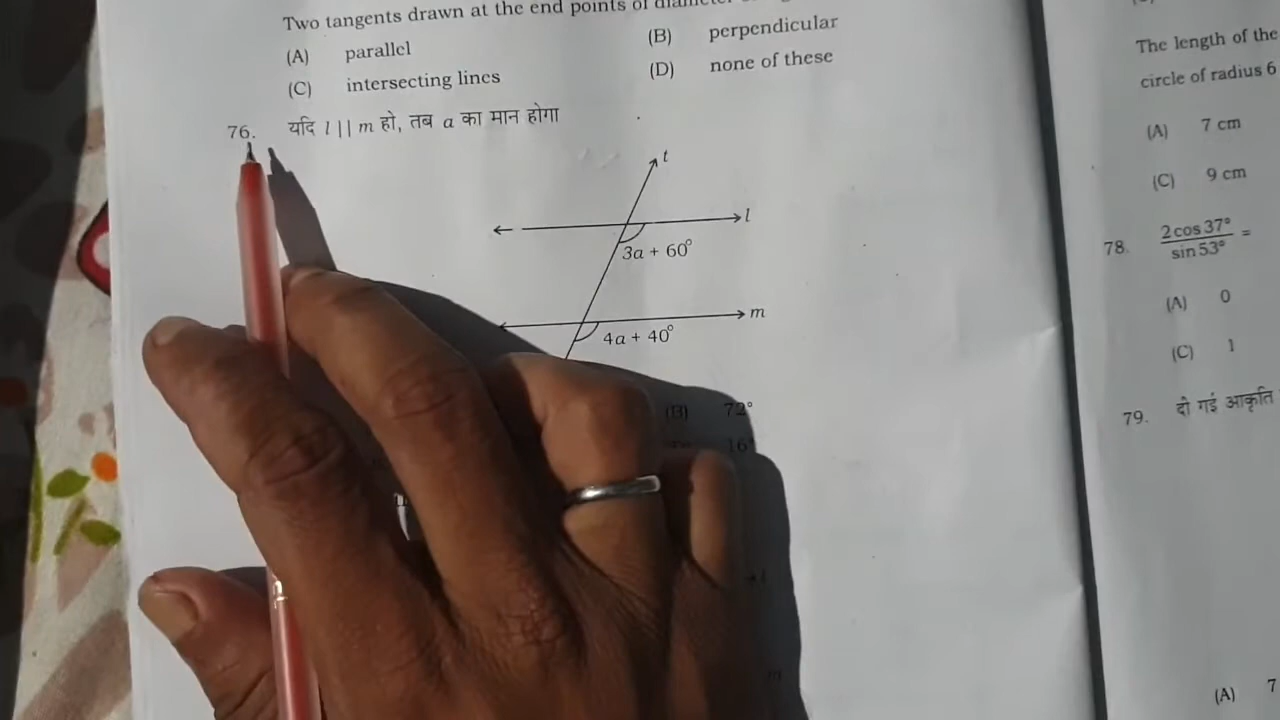 Two tangents drawn at the end points of
(A) parallel (B) perpendicular
(C) intersecting lines (D) none of these
76. यदि l || m हो, तब a का मान होगा
t
l
3a + 60°
m
4a + 40°
(B) 72°
16°
The length of the
circle of radius 6
(A) 7 cm
(C) 9 cm
78. 2 cos 37° / sin 53° =
(A) 0
(C) 1
79. दी गई आकृति
(A) 7